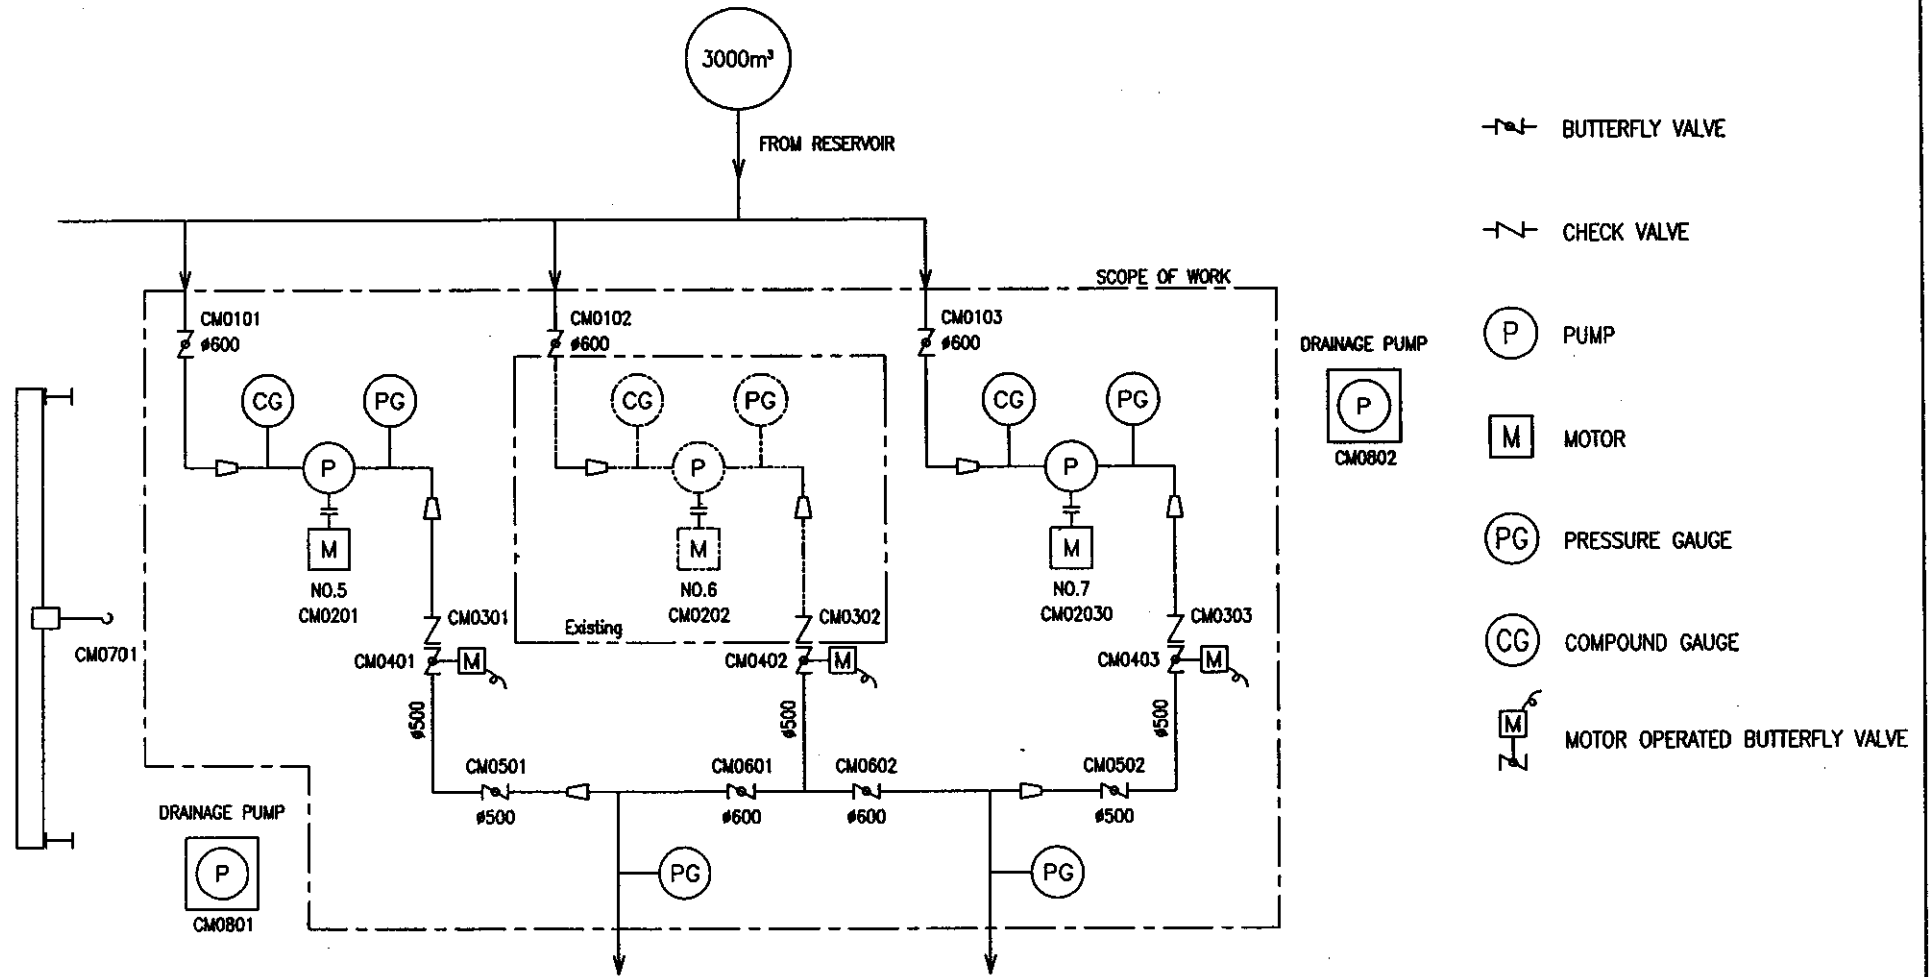 3000m³
FROM RESERVOIR
SCOPE OF WORK
CM0101
ø600
CM0102
ø600
CM0103
ø600
CG
PG
CG
PG
CG
PG
P
P
P
M
M
M
NO.5
CM0201
NO.6
CM0202
NO.7
CM02030
Existing
CM0301
CM0302
CM0303
CM0401
M
CM0402
M
CM0403
M
ø500
ø500
ø500
CM0501
ø500
CM0601
ø600
CM0602
ø600
CM0502
ø500
PG
PG
CM0701
DRAINAGE PUMP
P
CM0801
DRAINAGE PUMP
P
CM0802
BUTTERFLY VALVE
CHECK VALVE
P PUMP
M MOTOR
PG PRESSURE GAUGE
CG COMPOUND GAUGE
M MOTOR OPERATED BUTTERFLY VALVE